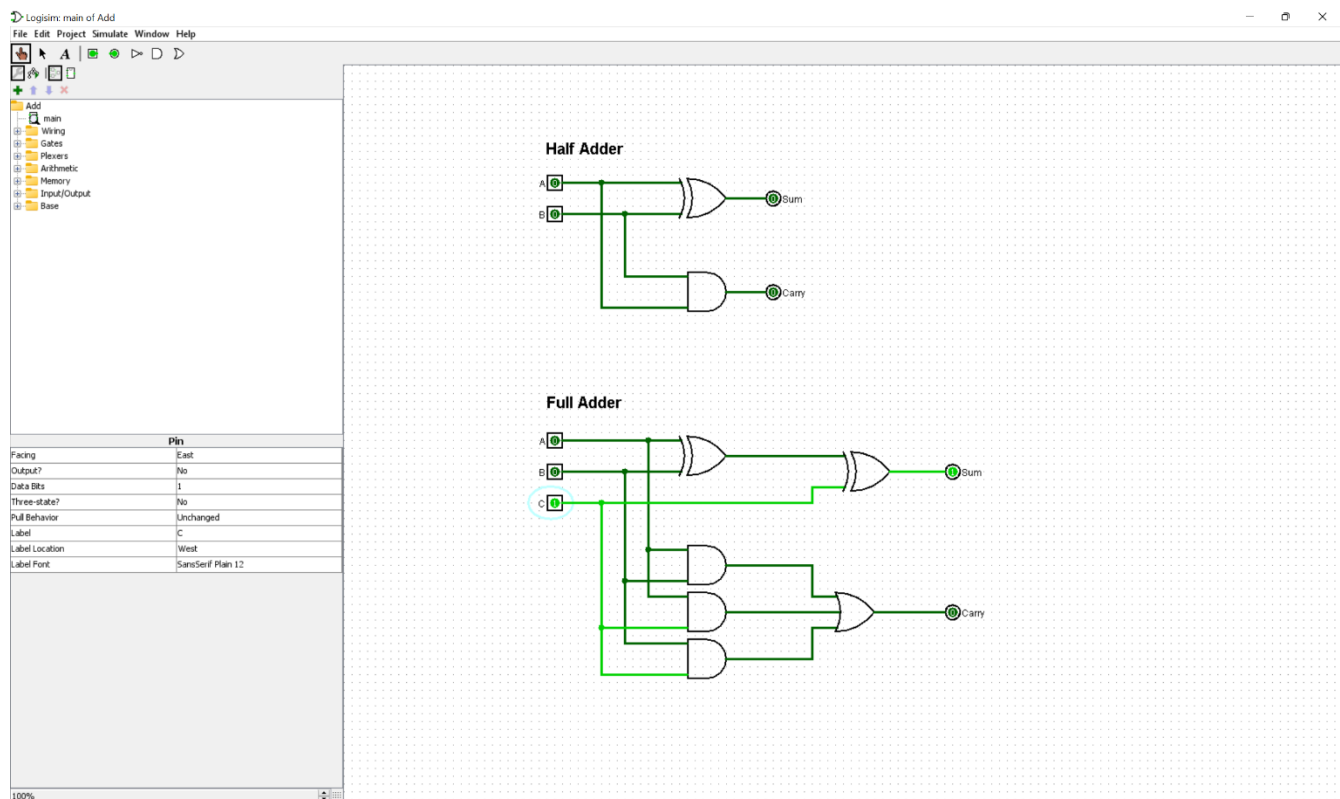 Logisim: main of Add
File Edit Project Simulate Window Help
A
Add
main
Wiring
Gates
Plexers
Arithmetic
Memory
Input/Output
Base
Pin
Facing East
Output? No
Data Bits 1
Three-state? No
Pull Behavior Unchanged
Label C
Label Location West
Label Font SansSerif Plain 12
100%
Half Adder
A 0
0 Sum
B 0
0 Carry
Full Adder
A 0
B 0
1 Sum
C 1
0 Carry